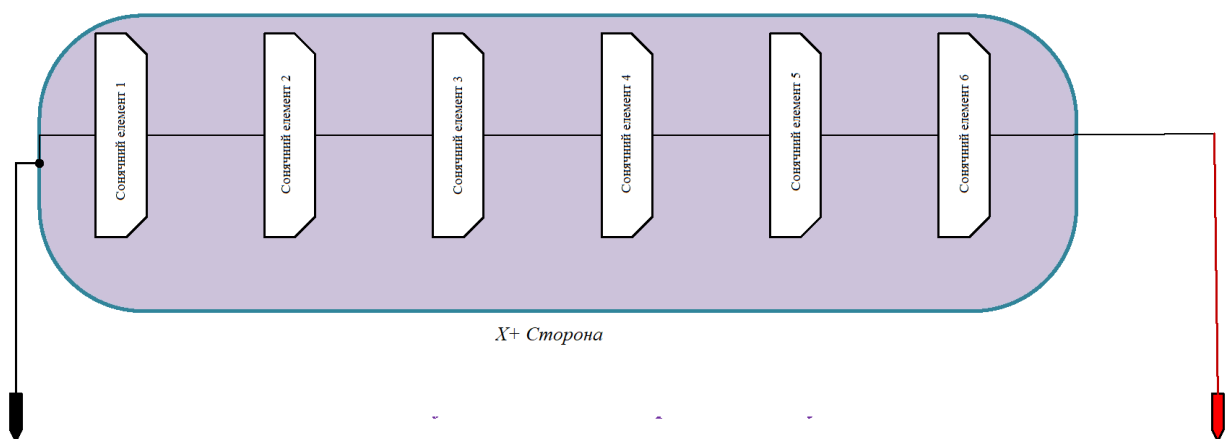 Сонячний елемент 1
Сонячний елемент 2
Сонячний елемент 3
Сонячний елемент 4
Сонячний елемент 5
Сонячний елемент 6
X+ Сторона